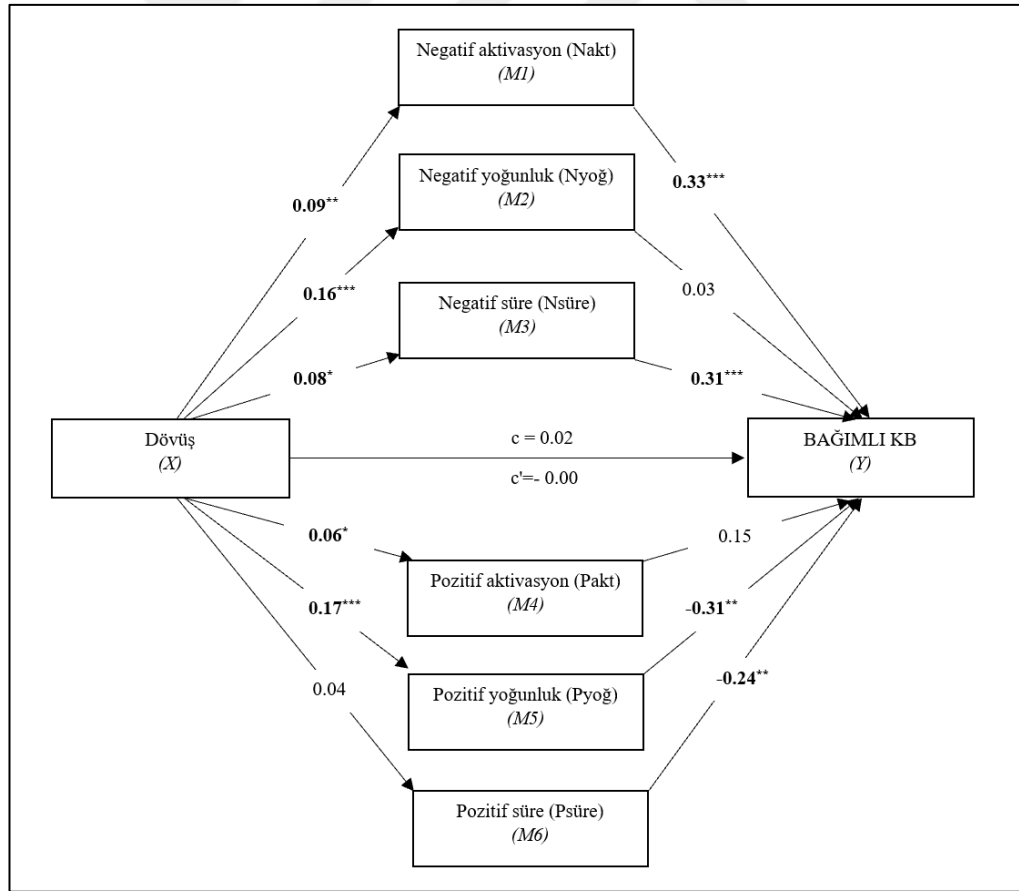 Negatif aktivasyon (Nakt)
(M1)
Negatif yoğunluk (Nyoğ)
(M2)
0.33***
0.09**
Negatif süre (Nsüre)
(M3)
0.16***
0.03
0.08*
0.31***
Dövüş
(X)
c = 0.02
c'=- 0.00
BAĞIMLI KB
(Y)
0.06*
0.15
Pozitif aktivasyon (Pakt)
(M4)
0.17***
-0.31**
0.04
Pozitif yoğunluk (Pyoğ)
(M5)
-0.24**
Pozitif süre (Psüre)
(M6)